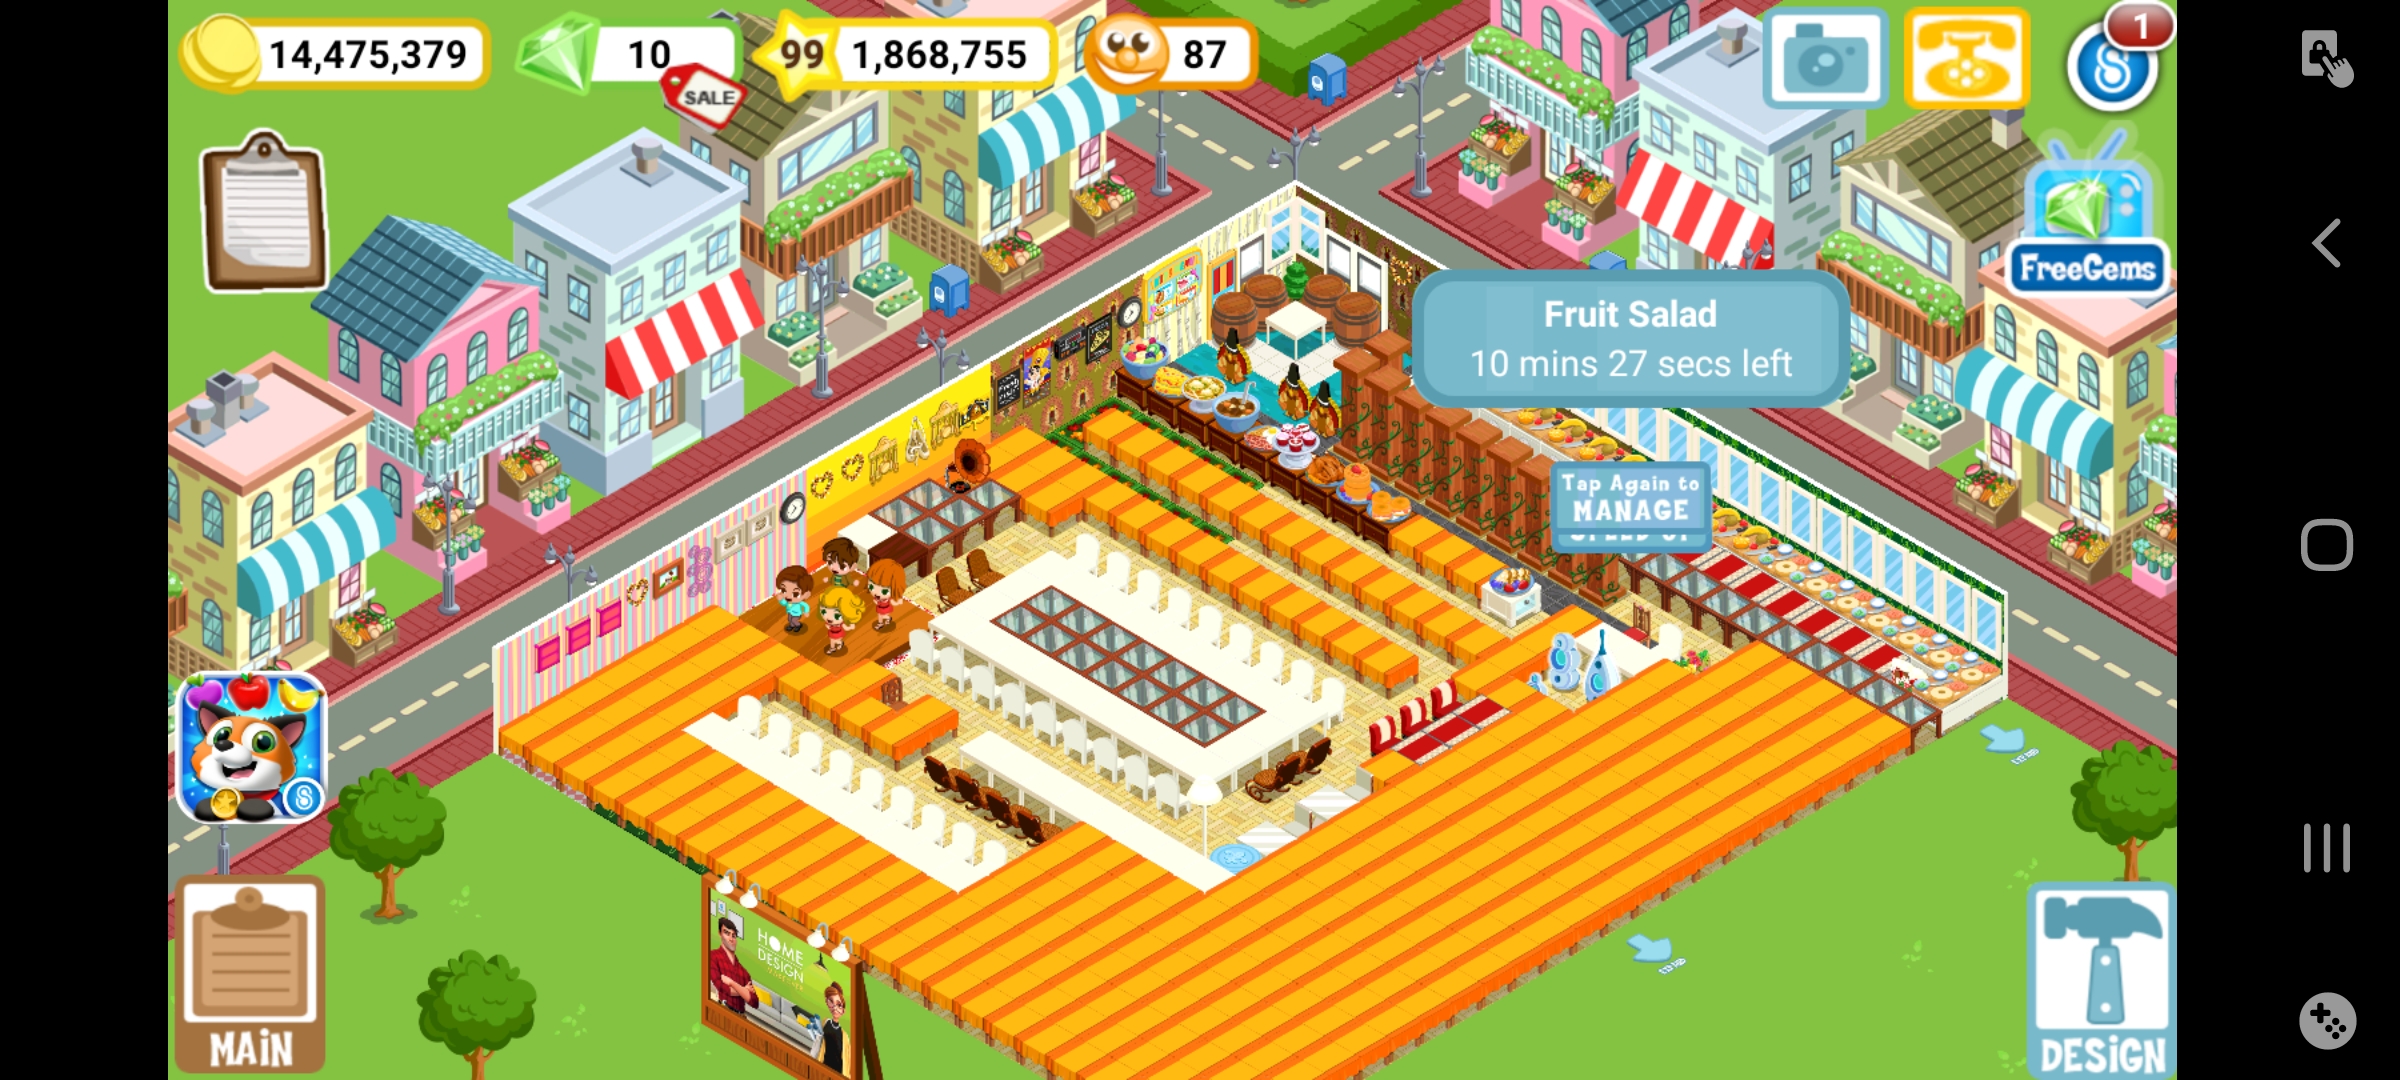 14,475,379
10
SALE
99
1,868,755
87
1
FreeGems
Fruit Salad
10 mins 27 secs left
Tap Again to
MANAGE
HOME
DESIGN
MAIN
DESIGN